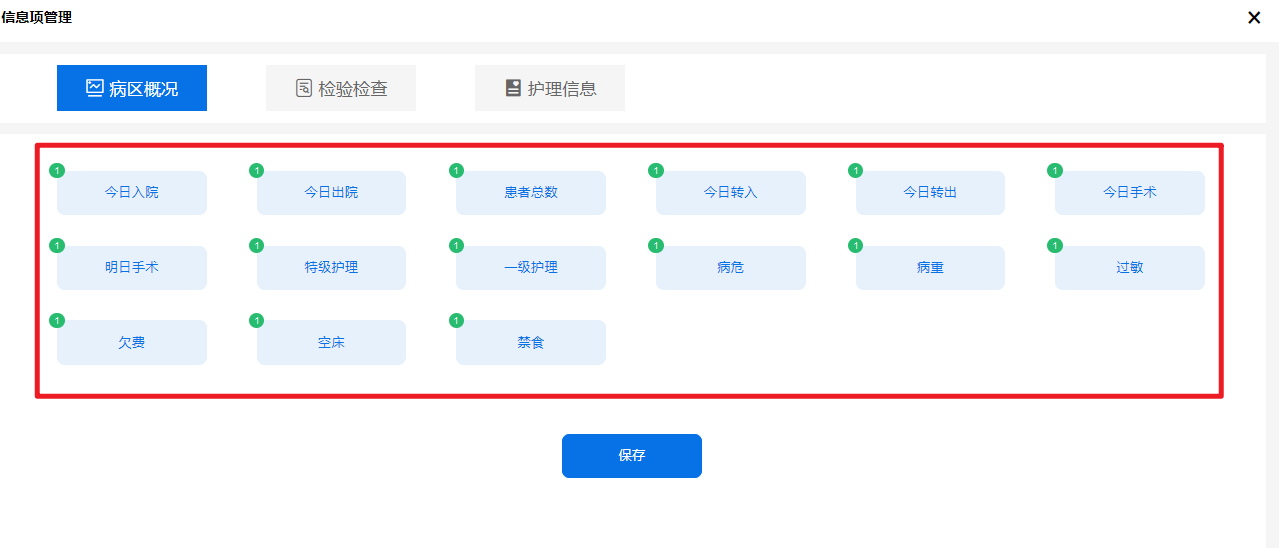 信息项管理
病区概况 检验检查 护理信息
1 1 1 1 1 1
今日入院 今日出院 患者总数 今日转入 今日转出 今日手术
1 1 1 1 1 1
明日手术 特级护理 一级护理 病危 病重 过敏
1 1 1
欠费 空床 禁食
保存